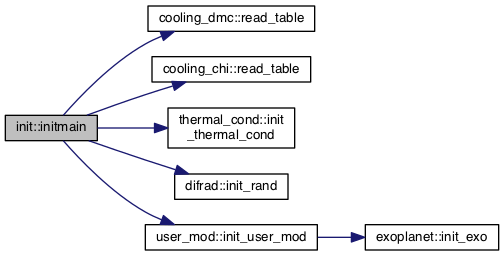 cooling_dmc::read_table
cooling_chi::read_table
init::initmain
thermal_cond::init
_thermal_cond
difrad::init_rand
user_mod::init_user_mod
exoplanet::init_exo